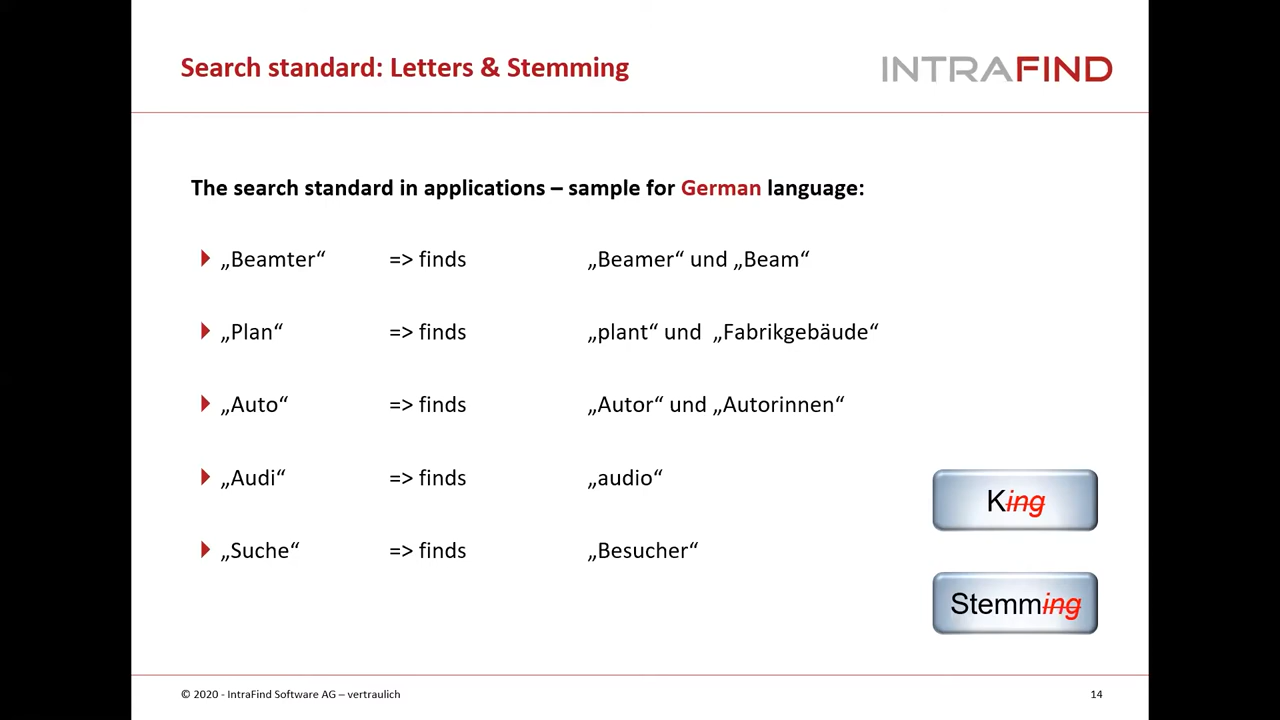 Search standard: Letters & Stemming
INTRAFIND
The search standard in applications – sample for German language:
„Beamter“ => finds „Beamer“ und „Beam“
„Plan“ => finds „plant“ und „Fabrikgebäude“
„Auto“ => finds „Autor“ und „Autorinnen“
„Audi“ => finds „audio“
„Suche“ => finds „Besucher“
King
Stemming
© 2020 - IntraFind Software AG – vertraulich
14